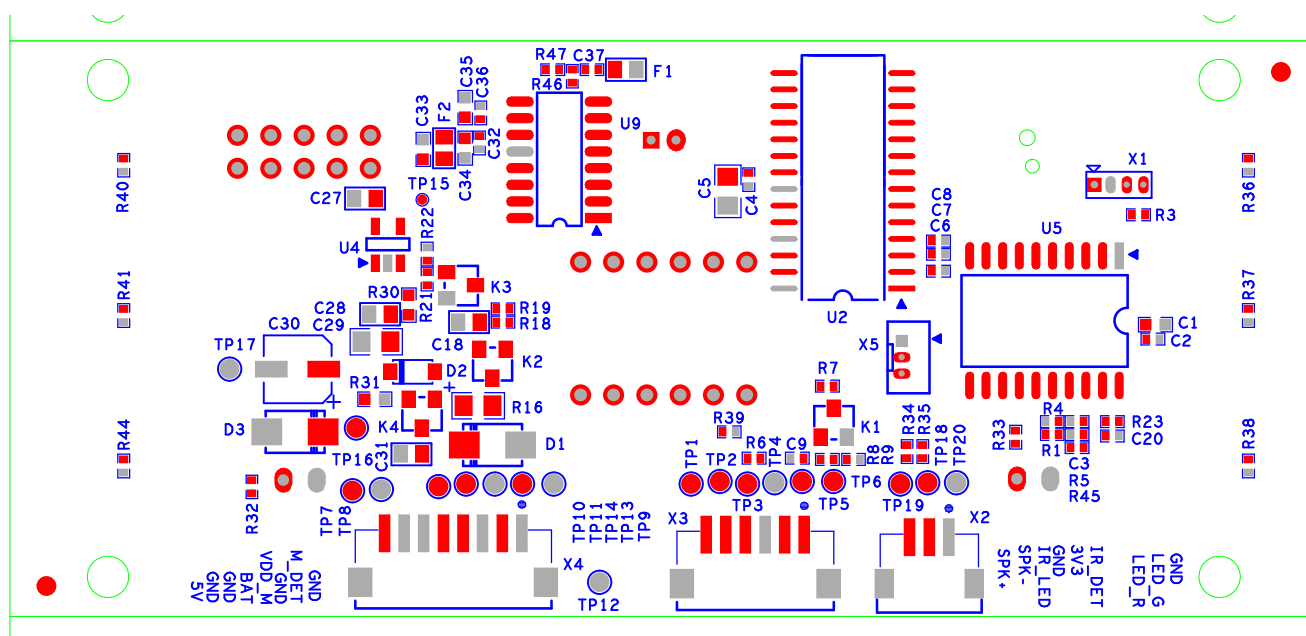 R47 C37
F1
R46
C35
C36
C33
F2
U9
C32
C34
TP15
R40
C27
R22
U4
C5
C4
X1
R36
R3
C8
C7
C6
U5
R41
K3
R30
R21
C28
C29
R19
R18
U2
R37
C1
C2
C30
TP17
C18
K2
D2
X5
R31
R16
R7
D3
K4
D1
R39
K1
R34
R35
R4
R23
C20
R33
R1
C3
R5
R45
R44
R38
TP16
C31
TP1
TP2
R6
TP4
C9
R8
R9
TP18
TP20
TP6
TP5
TP3
TP19
R32
TP7
TP8
TP10
TP11
TP14
TP13
TP9
X3
X2
X4
TP12
5V
GND
GND
BAT
VDD_M
GND
M_DET
GND
SPK+
SPK-
IR_LED
GND
3V3
IR_DET
LED_R
LED_G
GND
+
+